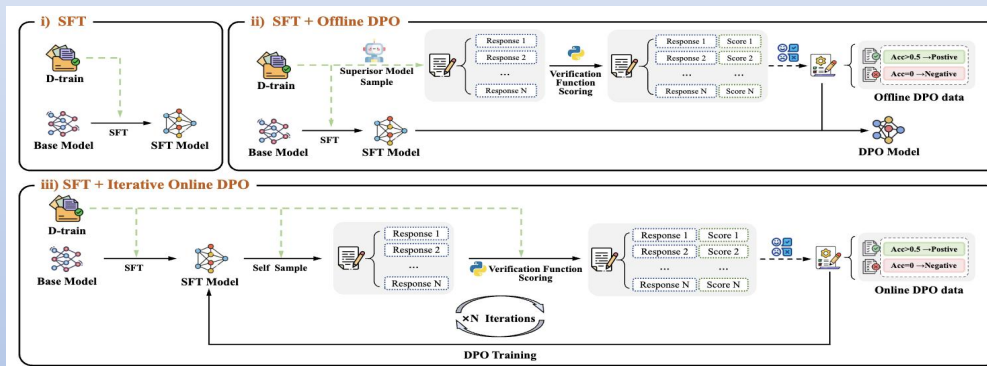 i) SFT
D-train
SFT
Base Model
SFT Model
ii) SFT + Offline DPO
D-train
Superisor Model
Sample
Response 1
Response 2
...
Response N
Verification
Function
Scoring
Response 1 Score 1
Response 2 Score 2
... ...
Response N Score N
Acc>0.5 →Postive
Acc=0 →Negative
Offline DPO data
Base Model
SFT
SFT Model
DPO Model
iii) SFT + Iterative Online DPO
D-train
Base Model
SFT
SFT Model
Self Sample
Response 1
Response 2
...
Response N
Verification Function
Scoring
Response 1 Score 1
Response 2 Score 2
... ...
Response N Score N
Acc>0.5 →Postive
Acc=0 →Negative
Online DPO data
×N Iterations
DPO Training